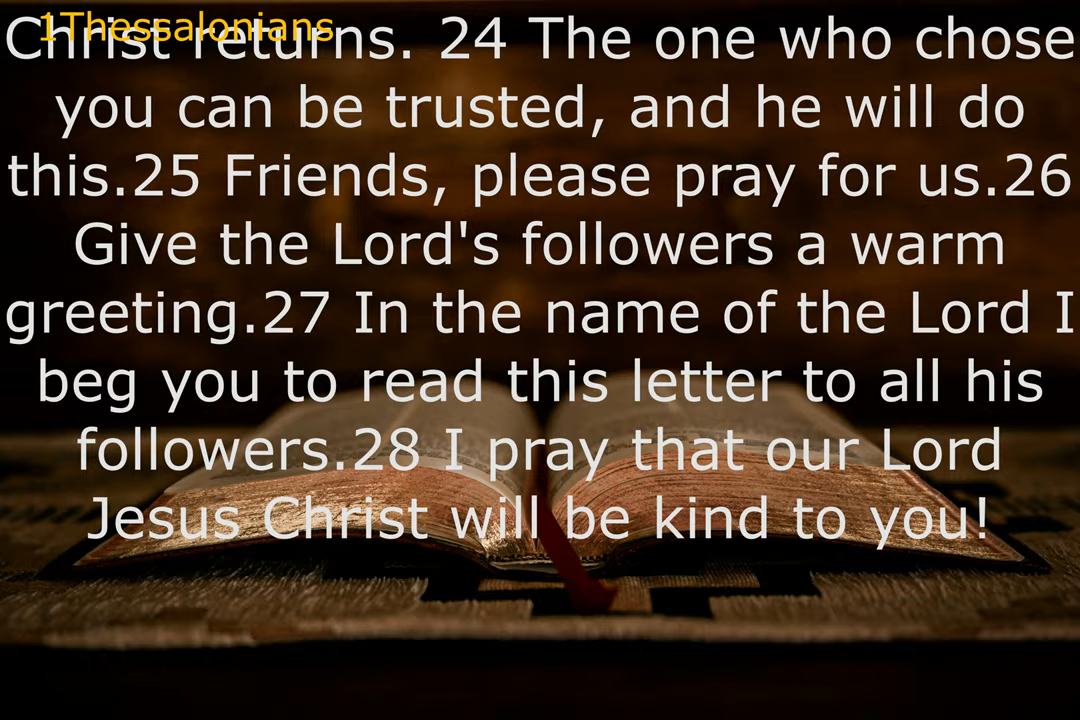 1Thessalonians
Christ returns. 24 The one who chose
you can be trusted, and he will do
this.25 Friends, please pray for us.26
Give the Lord's followers a warm
greeting.27 In the name of the Lord I
beg you to read this letter to all his
followers.28 I pray that our Lord
Jesus Christ will be kind to you!